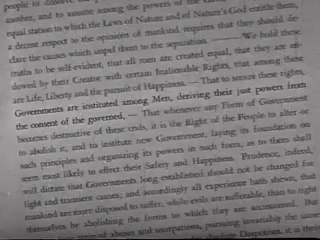 people to dissolve the
another, and to assume among the powers of the
equal station to which the Laws of Nature and of Nature's God entitle them,
a decent respect to the opinions of mankind requires that they should de-
clare the causes which impel them to the separation. — We hold these
truths to be self-evident, that all men are created equal, that they are en-
dowed by their Creator with certain Inalienable Rights, that among these
are Life, Liberty and the pursuit of Happiness. — That to secure these rights,
Governments are instituted among Men, deriving their just powers from
the consent of the governed, — That whenever any Form of Government
becomes destructive of these ends, it is the Right of the People to alter or
to abolish it, and to institute new Government, laying its foundation on
such principles and organizing its powers in such form, as to them shall
seem most likely to effect their Safety and Happiness. Prudence, indeed,
will dictate that Governments long established should not be changed for
light and transient causes; and accordingly all experience hath shewn, that
mankind are more disposed to suffer, while evils are sufferable, than to right
themselves by abolishing the forms to which they are accustomed. But
of abuses and usurpations, pursuing invariably the same
Despotism, it is their